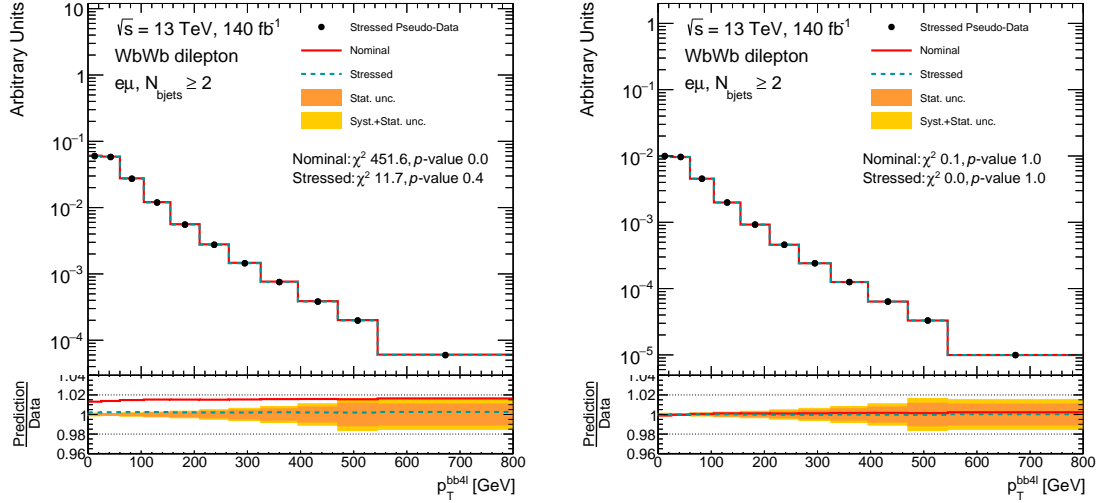 √s = 13 TeV, 140 fb⁻¹
WbWb dilepton
eμ, N_bjets ≥ 2
Stressed Pseudo-Data
Nominal
Stressed
Stat. unc.
Syst.+Stat. unc.
Nominal: χ² 451.6, p-value 0.0
Stressed: χ² 11.7, p-value 0.4
Arbitrary Units
10
1
10⁻¹
10⁻²
10⁻³
10⁻⁴
Prediction
Data
1.04
1.02
1
0.98
0.96
0 100 200 300 400 500 600 700 800
p_T^bb4l [GeV]
√s = 13 TeV, 140 fb⁻¹
WbWb dilepton
eμ, N_bjets ≥ 2
Stressed Pseudo-Data
Nominal
Stressed
Stat. unc.
Syst.+Stat. unc.
Nominal: χ² 0.1, p-value 1.0
Stressed: χ² 0.0, p-value 1.0
Arbitrary Units
1
10⁻¹
10⁻²
10⁻³
10⁻⁴
10⁻⁵
Prediction
Data
1.04
1.02
1
0.98
0.96
0 100 200 300 400 500 600 700 800
p_T^bb4l [GeV]